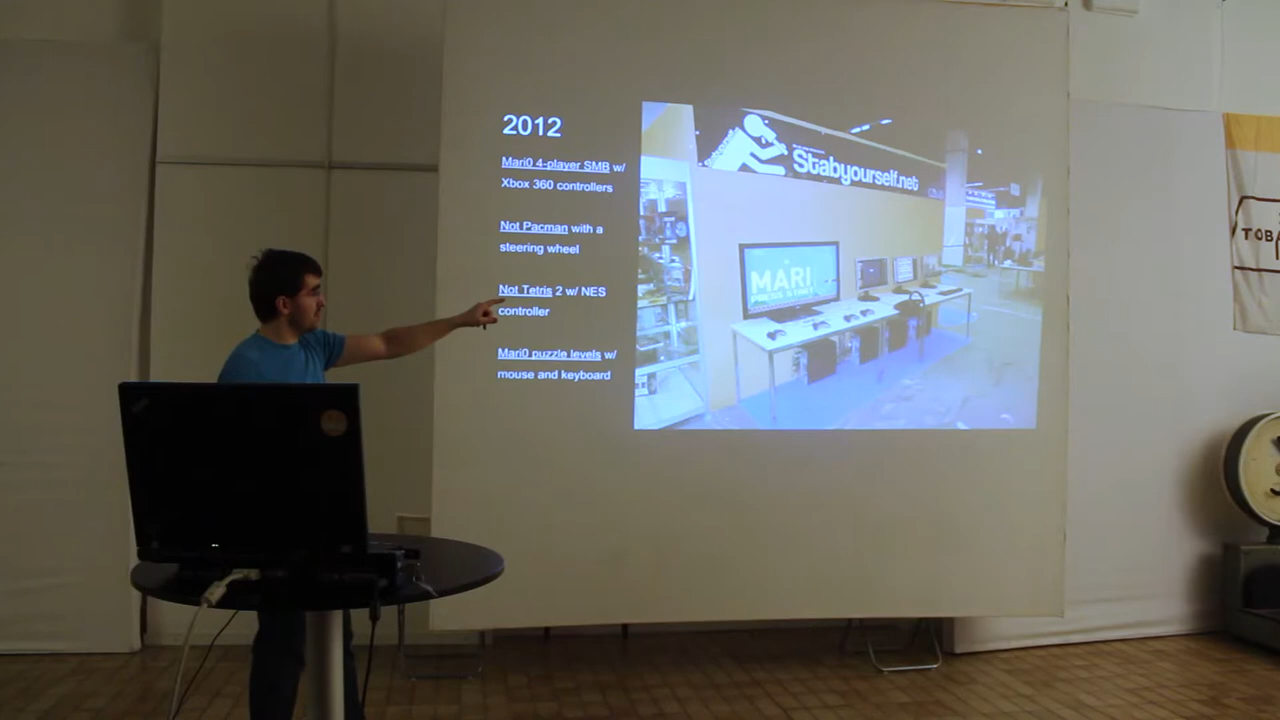 2012
Mari0 4-player SMB w/
Xbox 360 controllers
Not Pacman with a
steering wheel
Not Tetris 2 w/ NES
controller
Mari0 puzzle levels w/
mouse and keyboard
Stabyourself.net
MARI
TOBA